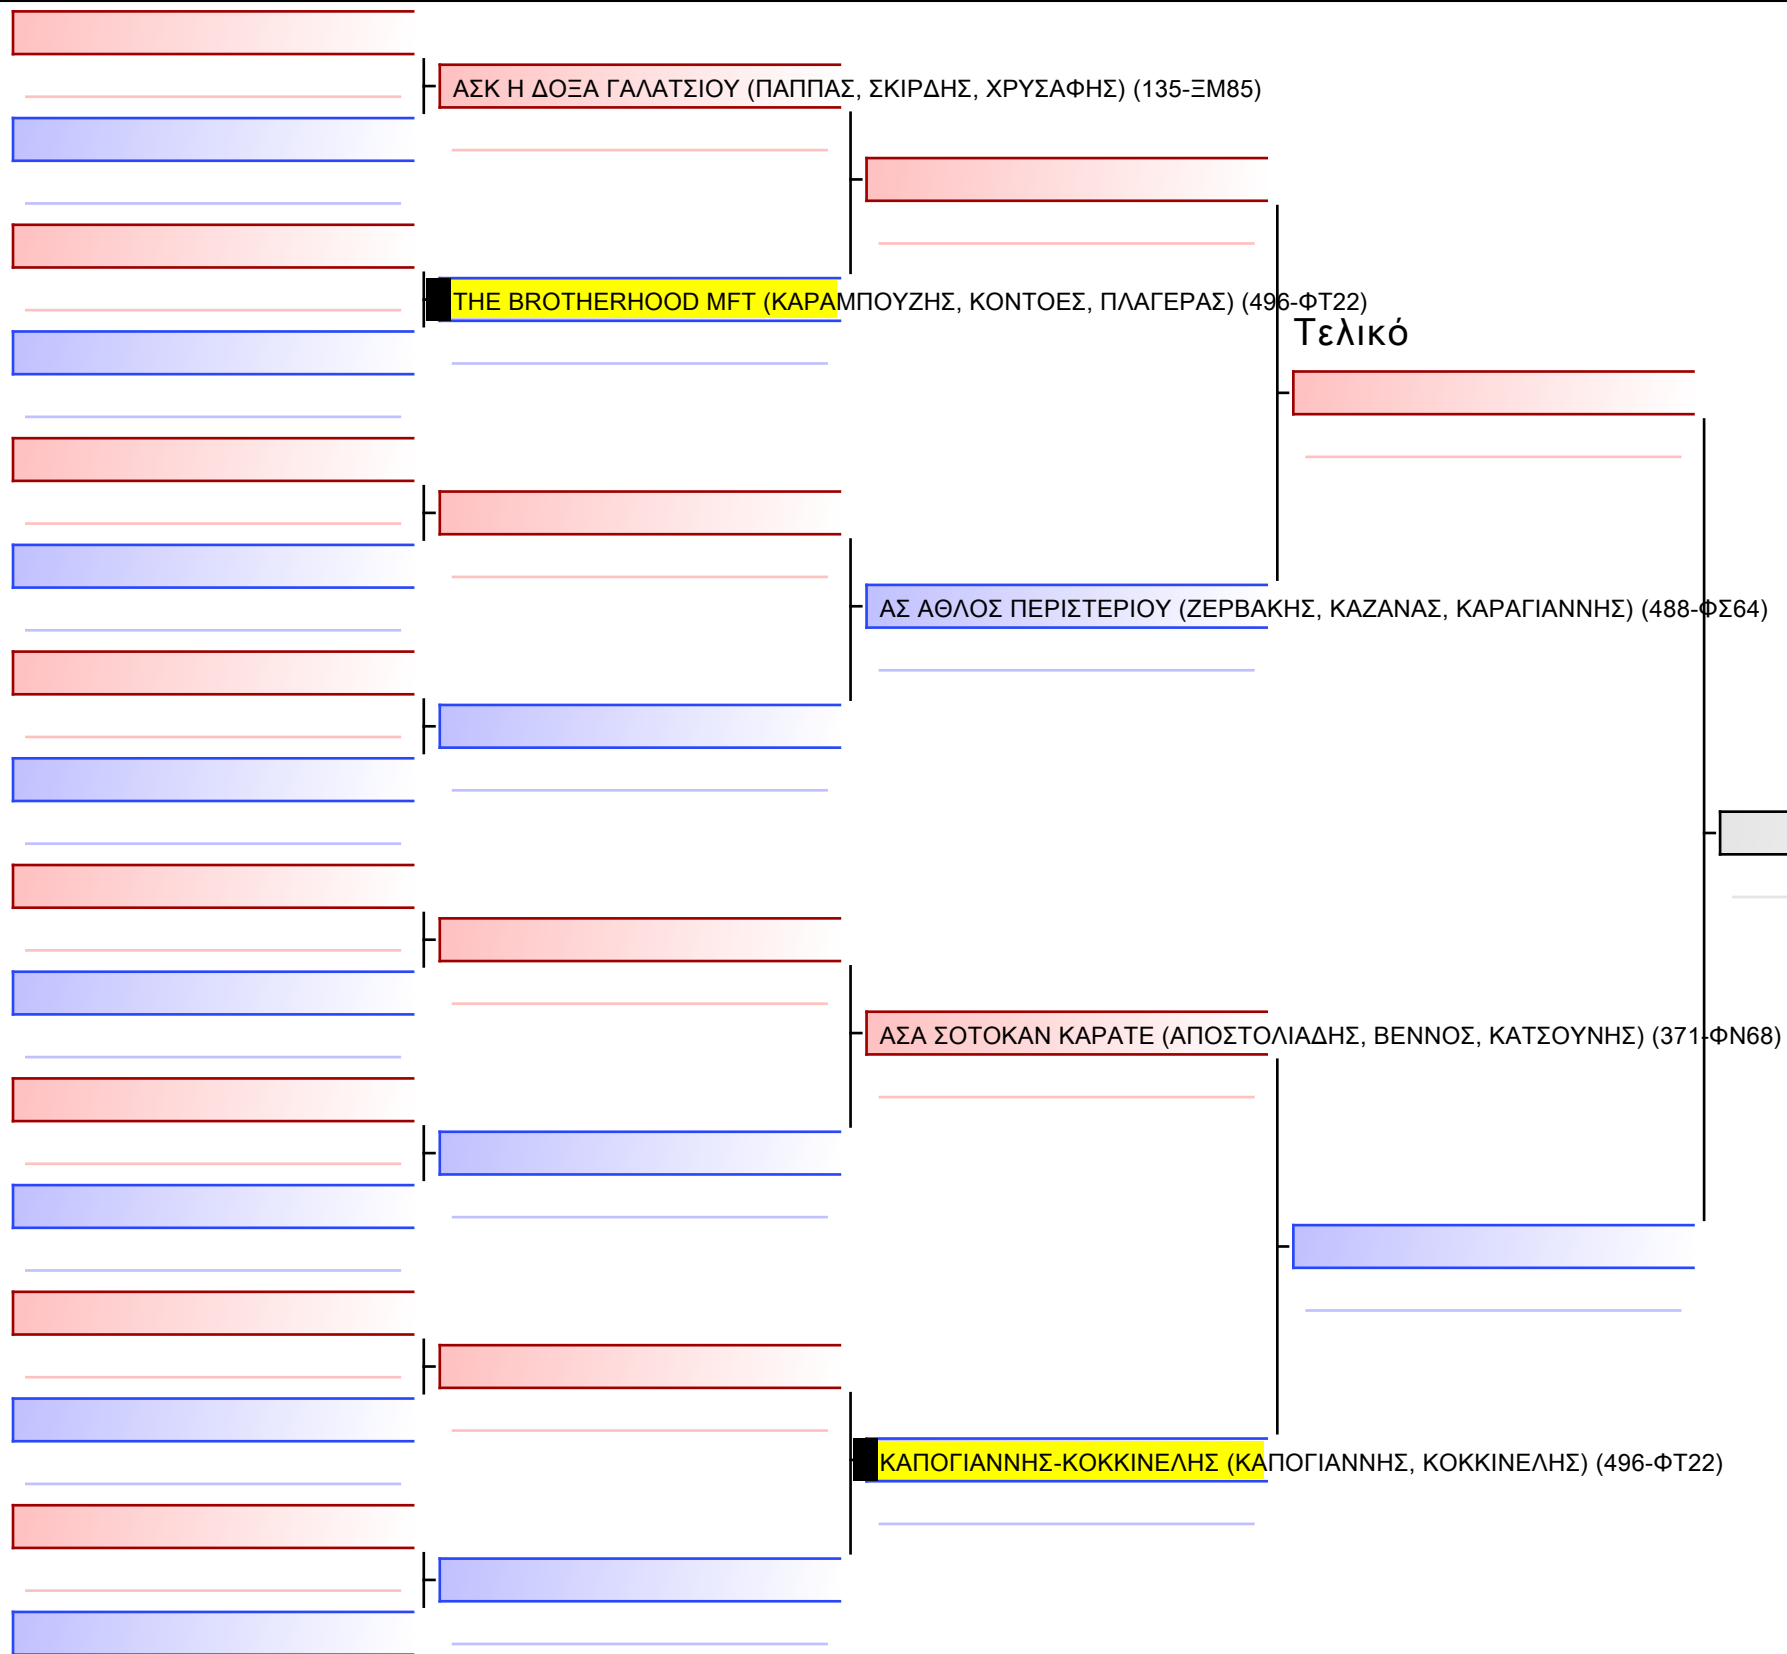 ΑΣΚ Η ΔΟΞΑ ΓΑΛΑΤΣΙΟΥ (ΠΑΠΠΑΣ, ΣΚΙΡΔΗΣ, ΧΡΥΣΑΦΗΣ) (135-ΞΜ85)
THE BROTHERHOOD MFT (ΚΑΡΑΜΠΟΥΖΗΣ, ΚΟΝΤΟΕΣ, ΠΛΑΓΕΡΑΣ) (496-ΦΤ22)
Τελικό
ΑΣ ΑΘΛΟΣ ΠΕΡΙΣΤΕΡΙΟΥ (ΖΕΡΒΑΚΗΣ, ΚΑΖΑΝΑΣ, ΚΑΡΑΓΙΑΝΝΗΣ) (488-ΦΣ64)
ΑΣΑ ΣΟΤΟΚΑΝ ΚΑΡΑΤΕ (ΑΠΟΣΤΟΛΙΑΔΗΣ, ΒΕΝΝΟΣ, ΚΑΤΣΟΥΝΗΣ) (371-ΦΝ68)
ΚΑΠΟΓΙΑΝΝΗΣ-ΚΟΚΚΙΝΕΛΗΣ (ΚΑΠΟΓΙΑΝΝΗΣ, ΚΟΚΚΙΝΕΛΗΣ) (496-ΦΤ22)